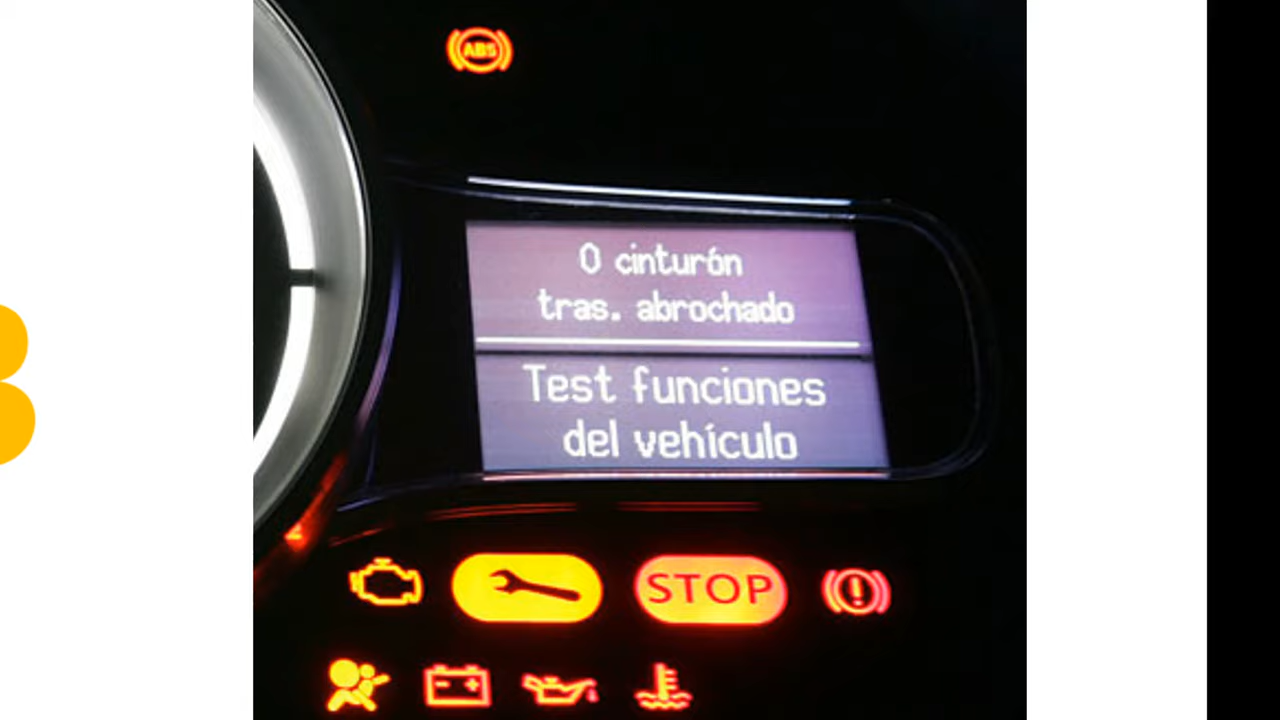 ABS
0 cinturón
tras. abrochado
Test funciones
del vehículo
STOP